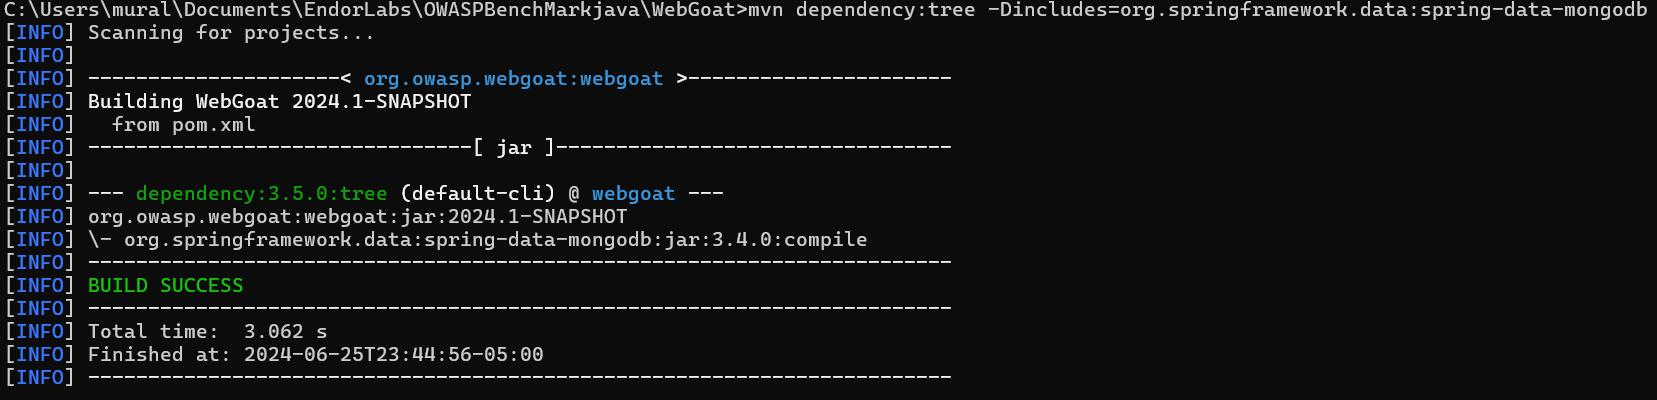 C:\Users\mural\Documents\EndorLabs\OWASPBenchMarkjava\WebGoat>mvn dependency:tree -Dincludes=org.springframework.data:spring-data-mongodb
[INFO] Scanning for projects...
[INFO]
[INFO] ---------------------< org.owasp.webgoat:webgoat >----------------------
[INFO] Building WebGoat 2024.1-SNAPSHOT
[INFO]   from pom.xml
[INFO] --------------------------------[ jar ]---------------------------------
[INFO]
[INFO] --- dependency:3.5.0:tree (default-cli) @ webgoat ---
[INFO] org.owasp.webgoat:webgoat:jar:2024.1-SNAPSHOT
[INFO] \- org.springframework.data:spring-data-mongodb:jar:3.4.0:compile
[INFO] ------------------------------------------------------------------------
[INFO] BUILD SUCCESS
[INFO] ------------------------------------------------------------------------
[INFO] Total time:  3.062 s
[INFO] Finished at: 2024-06-25T23:44:56-05:00
[INFO] ------------------------------------------------------------------------